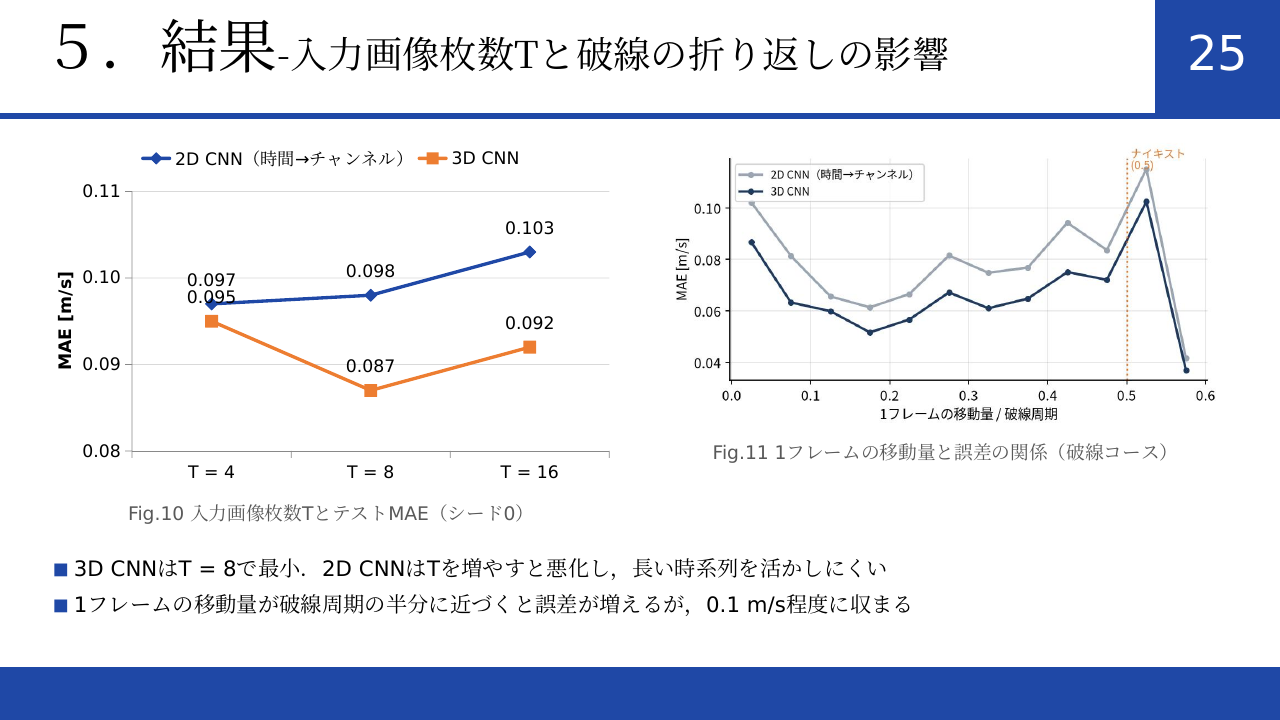 5．結果-入力画像枚数Tと破線の折り返しの影響
25
2D CNN（時間→チャンネル） 3D CNN
0.11
0.10
0.09
0.08
MAE [m/s]
0.097
0.095
0.098
0.087
0.103
0.092
T = 4 T = 8 T = 16
Fig.10 入力画像枚数TとテストMAE（シード0）
ナイキスト
(0.5)
2D CNN（時間→チャンネル）
3D CNN
0.10
0.08
0.06
0.04
MAE [m/s]
0.0 0.1 0.2 0.3 0.4 0.5 0.6
1フレームの移動量 / 破線周期
Fig.11 1フレームの移動量と誤差の関係（破線コース）
3D CNNはT = 8で最小．2D CNNはTを増やすと悪化し，長い時系列を活かしにくい
1フレームの移動量が破線周期の半分に近づくと誤差が増えるが，0.1 m/s程度に収まる